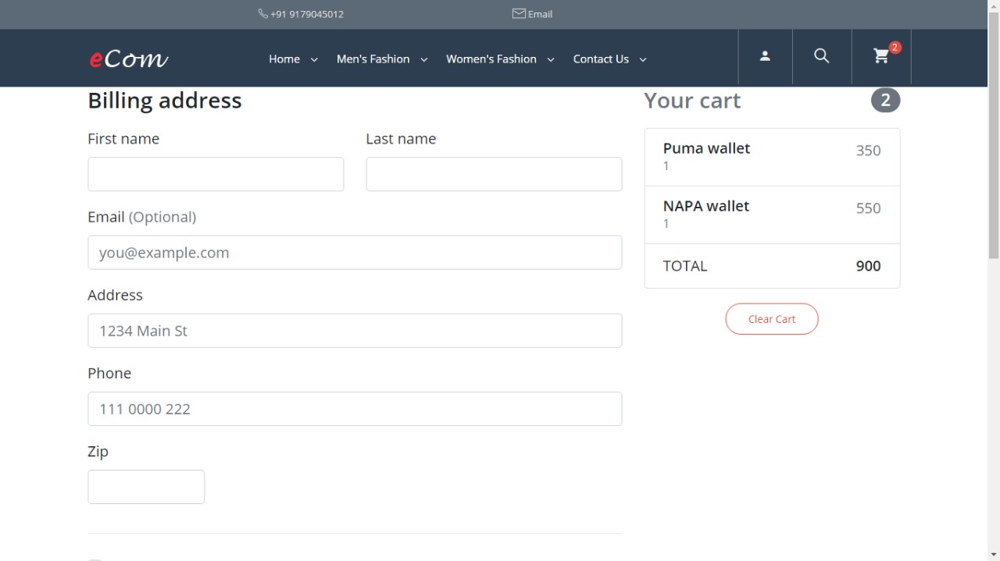 +91 9179045012 Email
eCom Home Men's Fashion Women's Fashion Contact Us 2
Billing address
First name Last name
Email (Optional)
you@example.com
Address
1234 Main St
Phone
111 0000 222
Zip
Your cart 2
Puma wallet 350
1
NAPA wallet 550
1
TOTAL 900
Clear Cart